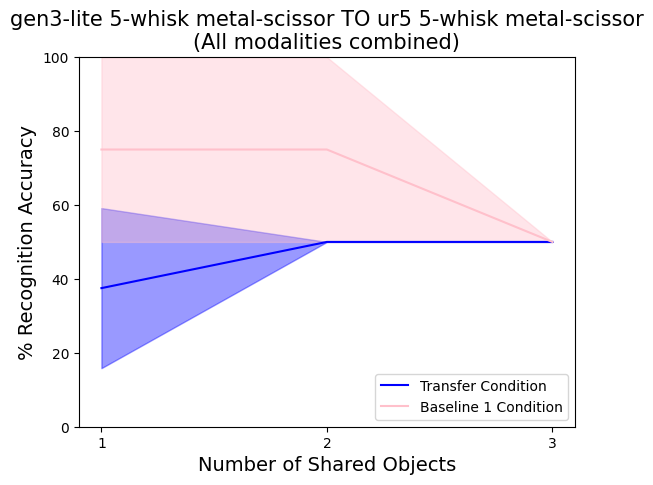 gen3-lite 5-whisk metal-scissor TO ur5 5-whisk metal-scissor
(All modalities combined)
% Recognition Accuracy
100
80
60
40
20
0
Transfer Condition
Baseline 1 Condition
1 2 3
Number of Shared Objects